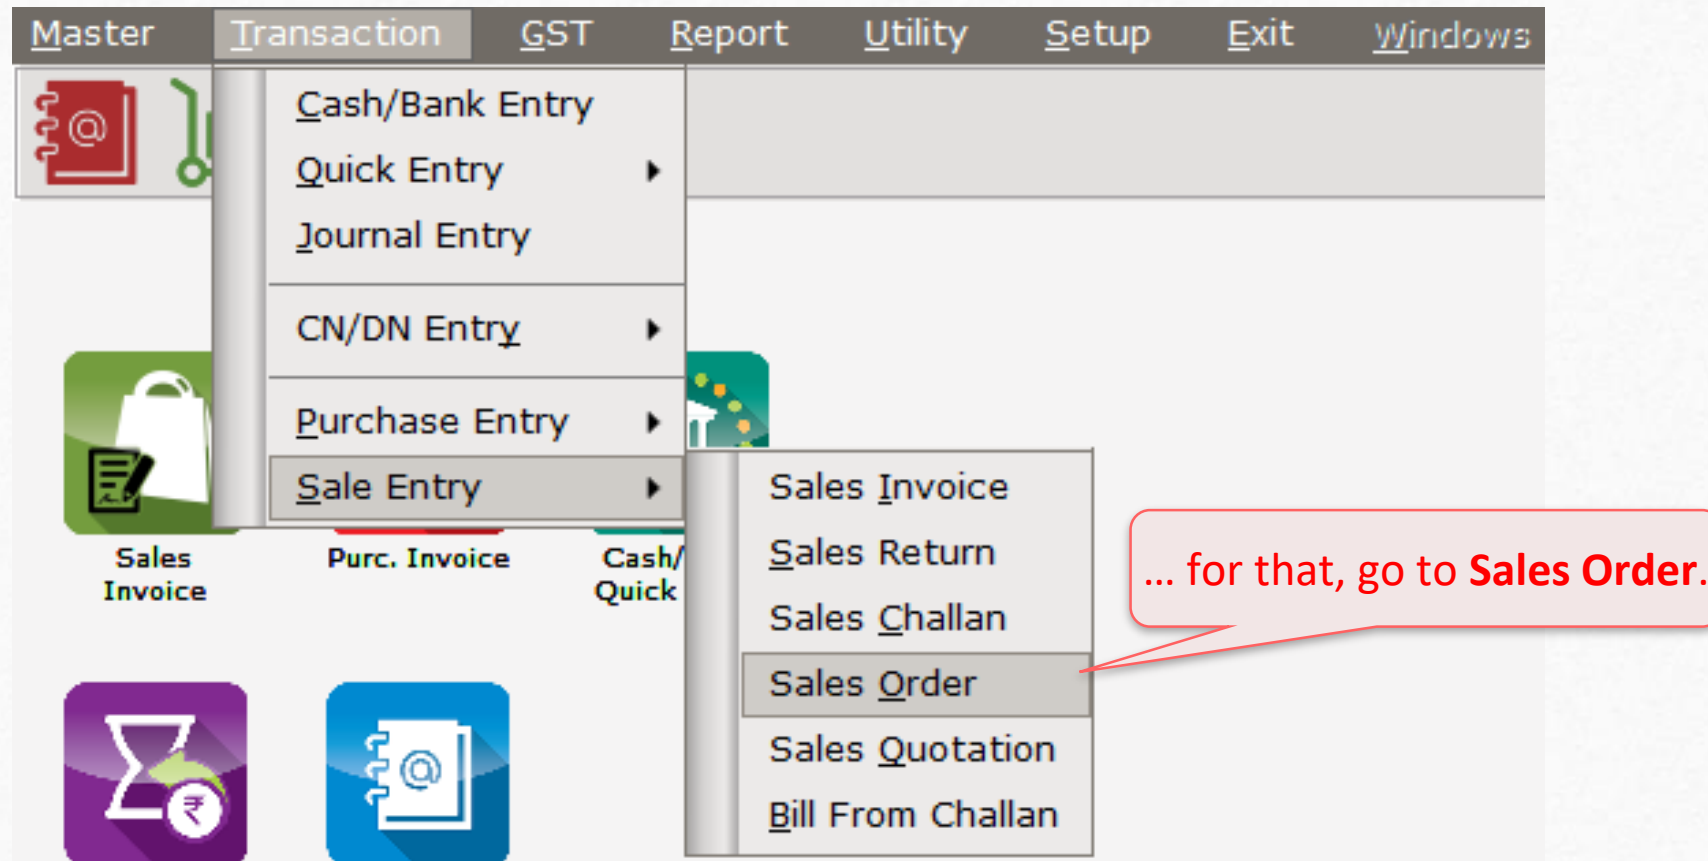 Master Transaction GST Report Utility Setup Exit Windows
Cash/Bank Entry
Quick Entry
Journal Entry
CN/DN Entry
Purchase Entry
Sale Entry
Sales Invoice
Sales Return
Sales Challan
Sales Order
Sales Quotation
Bill From Challan
... for that, go to Sales Order.
Sales
Invoice
Purc. Invoice
Cash/
Quick